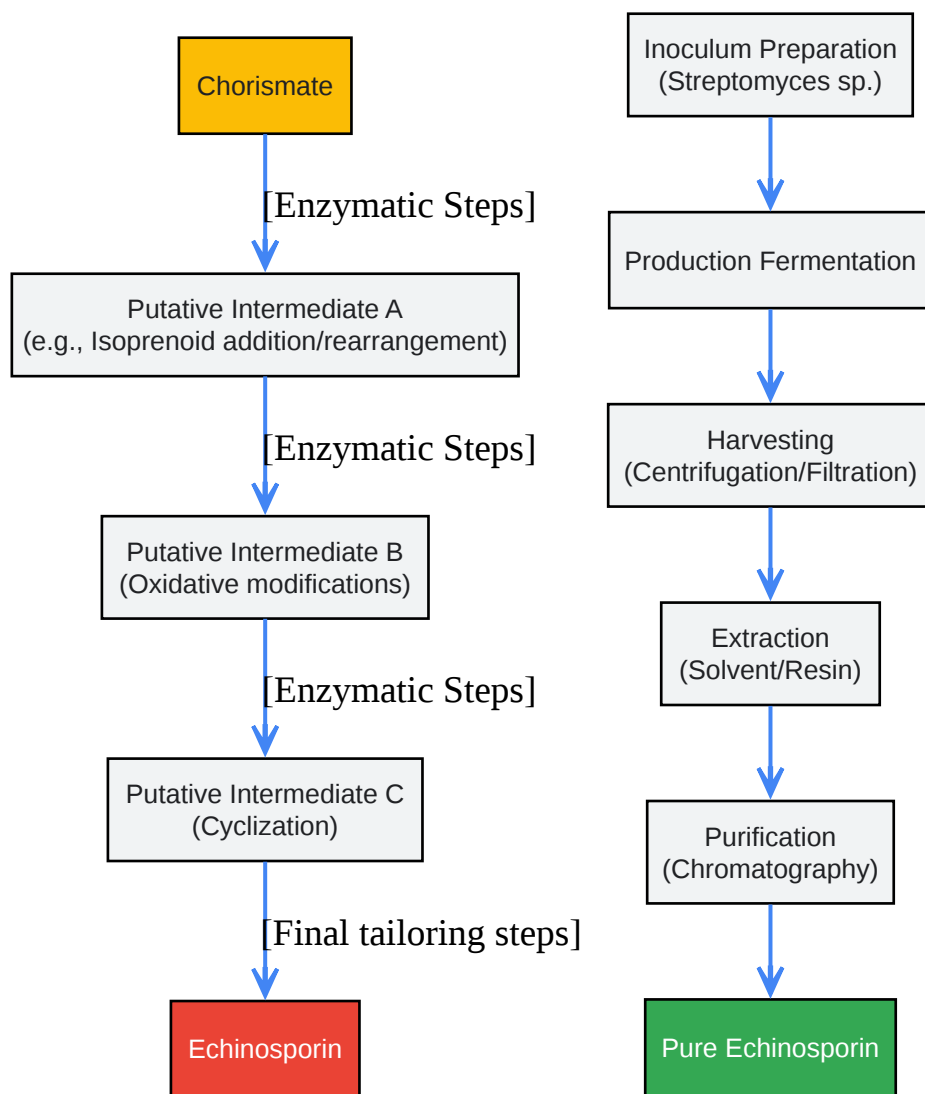 Chorismate
[Enzymatic Steps]
Putative Intermediate A
(e.g., Isoprenoid addition/rearrangement)
[Enzymatic Steps]
Putative Intermediate B
(Oxidative modifications)
[Enzymatic Steps]
Putative Intermediate C
(Cyclization)
[Final tailoring steps]
Echinosporin
Inoculum Preparation
(Streptomyces sp.)
Production Fermentation
Harvesting
(Centrifugation/Filtration)
Extraction
(Solvent/Resin)
Purification
(Chromatography)
Pure Echinosporin